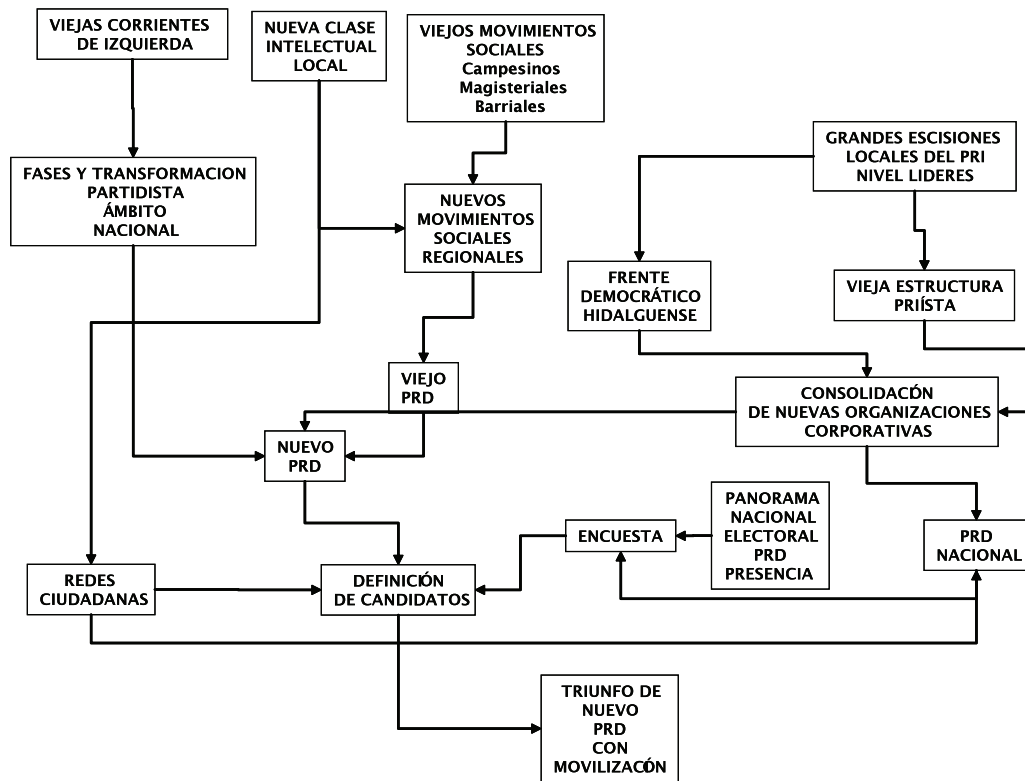 VIEJAS CORRIENTES
DE IZQUIERDA
NUEVA CLASE
INTELECTUAL
LOCAL
VIEJOS MOVIMIENTOS
SOCIALES
Campesinos
Magisteriales
Barriales
GRANDES ESCISIONES
LOCALES DEL PRI
NIVEL LIDERES
FASES Y TRANSFORMACION
PARTIDISTA
ÁMBITO
NACIONAL
NUEVOS
MOVIMIENTOS
SOCIALES
REGIONALES
FRENTE
DEMOCRÁTICO
HIDALGUENSE
VIEJA ESTRUCTURA
PRIÍSTA
VIEJO
PRD
CONSOLIDACÍÓN
DE NUEVAS ORGANIZACIONES
CORPORATIVAS
NUEVO
PRD
PANORAMA
NACIONAL
ELECTORAL
PRD
PRESENCIA
ENCUESTA
PRD
NACIONAL
REDES
CIUDADANAS
DEFINICIÓN
DE CANDIDATOS
TRIUNFO DE
NUEVO
PRD
CON
MOVILIZACIÓN